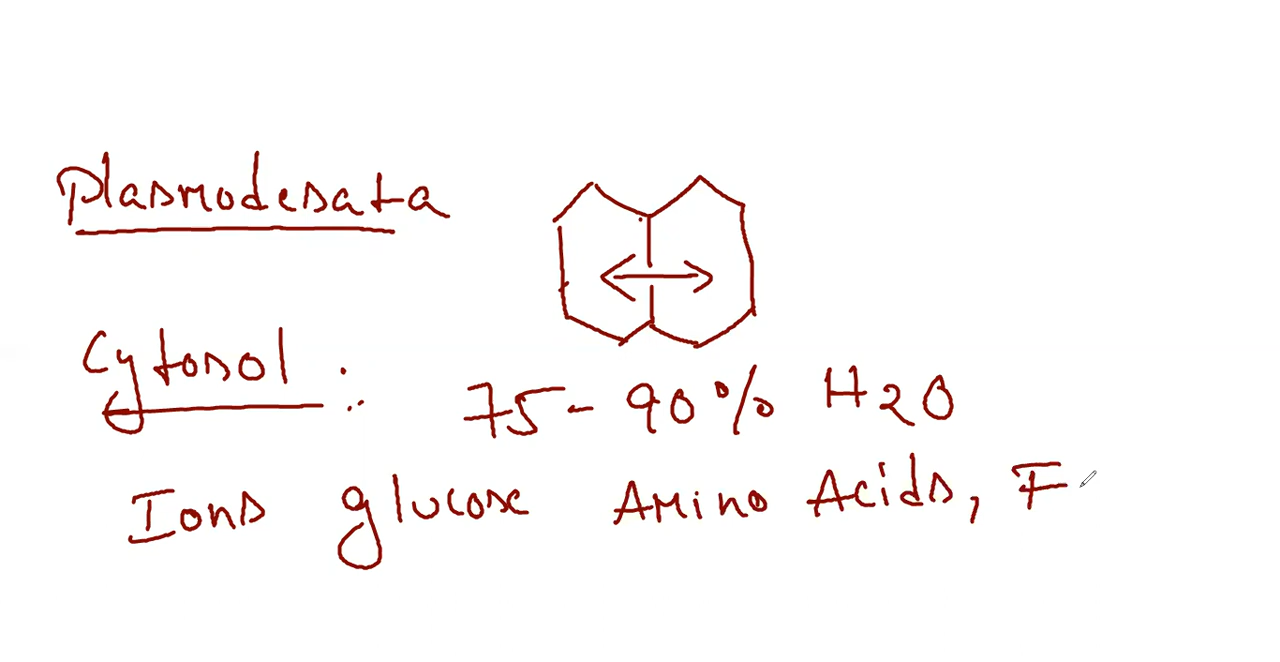 Plasmodesata
Cytosol :
75-90% H2O
Ions glucose Amino Acids, F